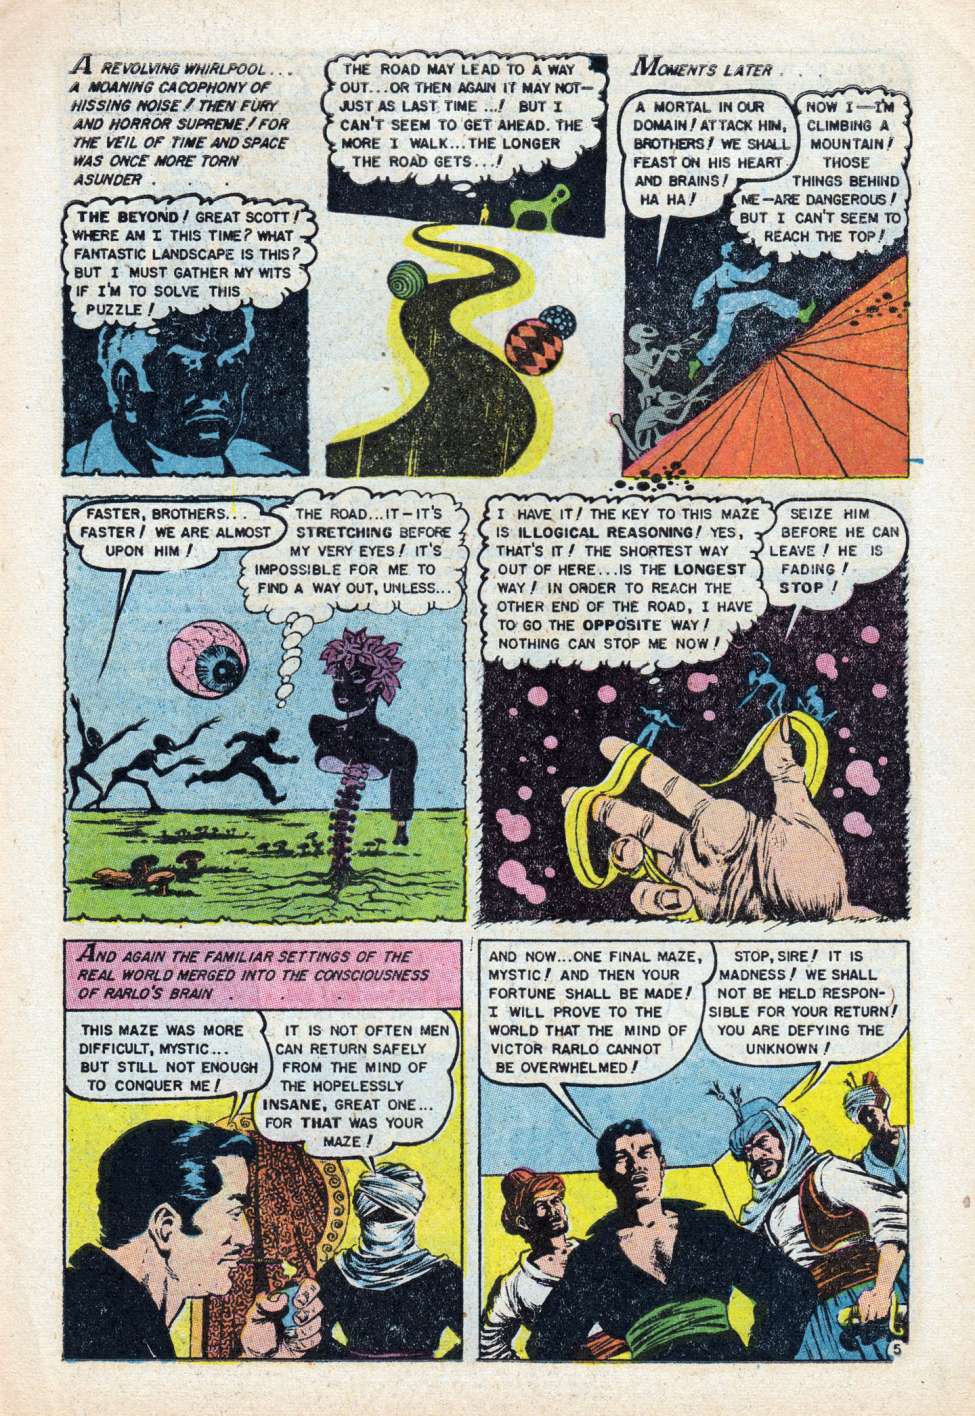 A REVOLVING WHIRLPOOL...
A MOANING CACOPHONY OF
HISSING NOISE! THEN FURY
AND HORROR SUPREME! FOR
THE VEIL OF TIME AND SPACE
WAS ONCE MORE TORN
ASUNDER . . . .
THE BEYOND! GREAT SCOTT!
WHERE AM I THIS TIME? WHAT
FANTASTIC LANDSCAPE IS THIS?
BUT I MUST GATHER MY WITS
IF I'M TO SOLVE THIS
PUZZLE!
THE ROAD MAY LEAD TO A WAY
OUT...OR THEN AGAIN IT MAY NOT-
JUST AS LAST TIME ...! BUT I
CAN'T SEEM TO GET AHEAD. THE
MORE I WALK...THE LONGER
THE ROAD GETS...!
MOMENTS LATER . . . .
A MORTAL IN OUR
DOMAIN! ATTACK HIM,
BROTHERS! WE SHALL
FEAST ON HIS HEART
AND BRAINS!
HA HA!
NOW I-I'M
CLIMBING A
MOUNTAIN!
THOSE
THINGS BEHIND
ME-ARE DANGEROUS!
BUT I CAN'T SEEM TO
REACH THE TOP!
FASTER, BROTHERS...
FASTER! WE ARE ALMOST
UPON HIM!
THE ROAD...IT-IT'S
STRETCHING BEFORE
MY VERY EYES! IT'S
IMPOSSIBLE FOR ME TO
FIND A WAY OUT, UNLESS...
I HAVE IT! THE KEY TO THIS MAZE
IS ILLOGICAL REASONING! YES,
THAT'S IT! THE SHORTEST WAY
OUT OF HERE...IS THE LONGEST
WAY! IN ORDER TO REACH THE
OTHER END OF THE ROAD, I HAVE
TO GO THE OPPOSITE WAY!
NOTHING CAN STOP ME NOW!
SEIZE HIM
BEFORE HE CAN
LEAVE! HE IS
FADING!
STOP!
AND AGAIN THE FAMILIAR SETTINGS OF THE
REAL WORLD MERGED INTO THE CONSCIOUSNESS
OF RARLO'S BRAIN . . . .
THIS MAZE WAS MORE
DIFFICULT, MYSTIC...
BUT STILL NOT ENOUGH
TO CONQUER ME!
IT IS NOT OFTEN MEN
CAN RETURN SAFELY
FROM THE MIND OF
THE HOPELESSLY
INSANE, GREAT ONE...
FOR THAT WAS YOUR
MAZE!
AND NOW...ONE FINAL MAZE,
MYSTIC! AND THEN YOUR
FORTUNE SHALL BE MADE!
I WILL PROVE TO THE
WORLD THAT THE MIND OF
VICTOR RARLO CANNOT
BE OVERWHELMED!
STOP, SIRE! IT IS
MADNESS! WE SHALL
NOT BE HELD RESPON-
SIBLE FOR YOUR RETURN!
YOU ARE DEFYING THE
UNKNOWN!
5